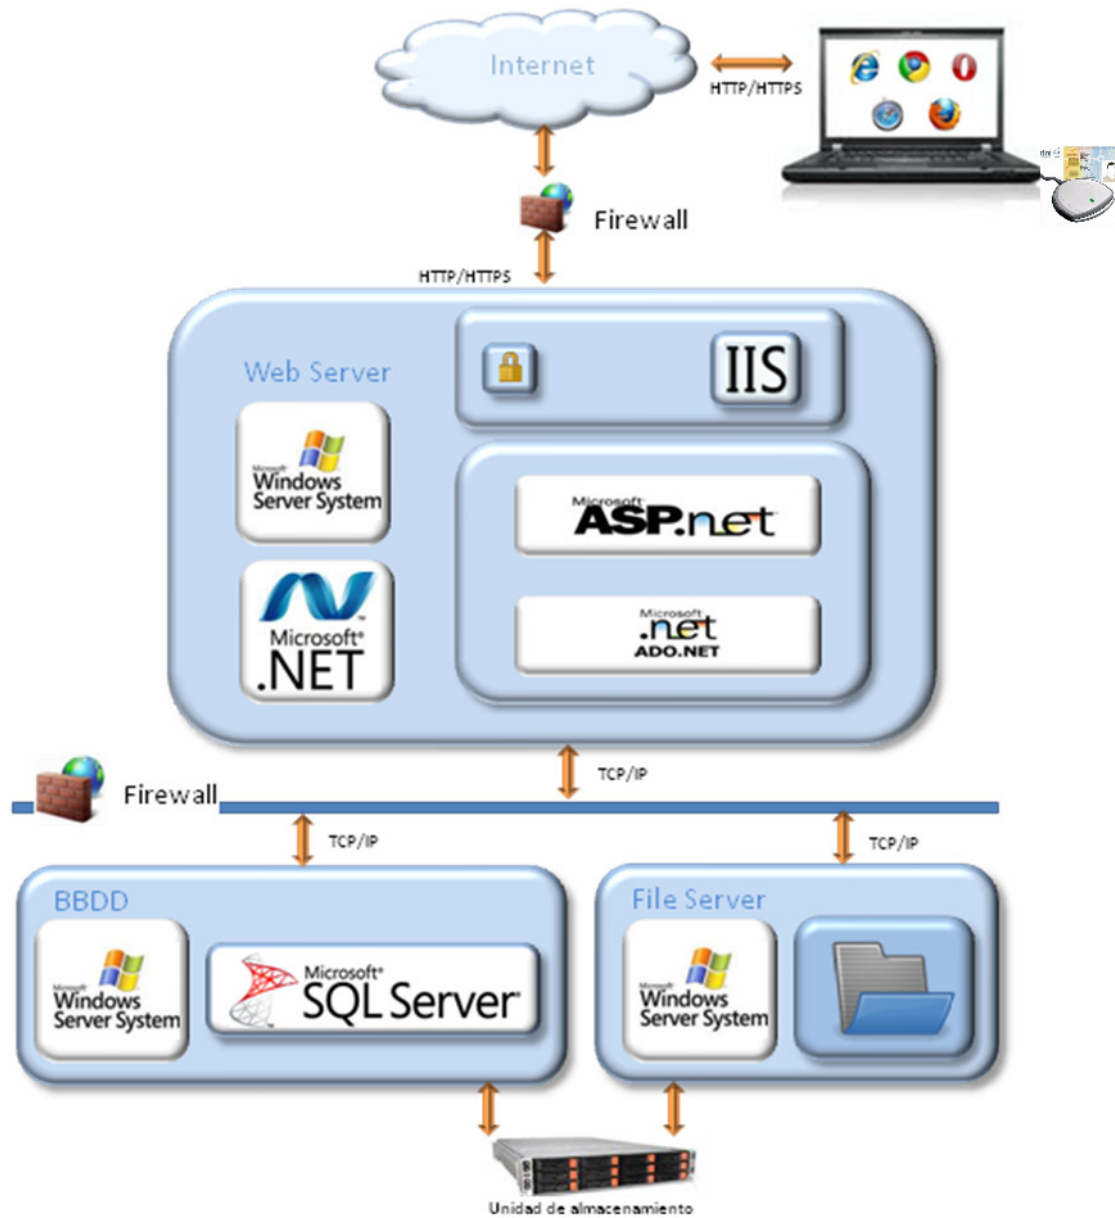 Internet
HTTP/HTTPS
Firewall
HTTP/HTTPS
Web Server
IIS
Microsoft
Windows
Server System
Microsoft
ASP.net
Microsoft®
.NET
Microsoft
.net
ADO.NET
TCP/IP
Firewall
TCP/IP
TCP/IP
BBDD
File Server
Microsoft
Windows
Server System
Microsoft®
SQL Server
Microsoft
Windows
Server System
Unidad de almacenamiento